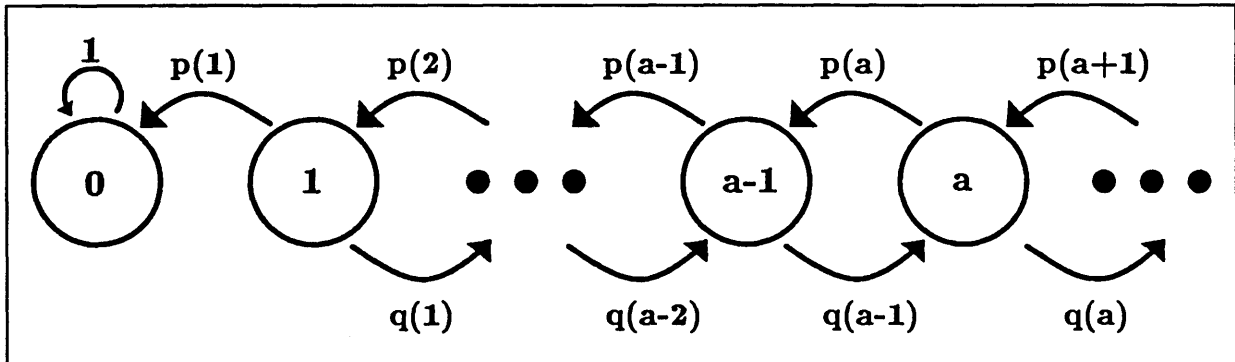 1 p(1) p(2) p(a-1) p(a) p(a+1)
0 1 a-1 a
q(1) q(a-2) q(a-1) q(a)